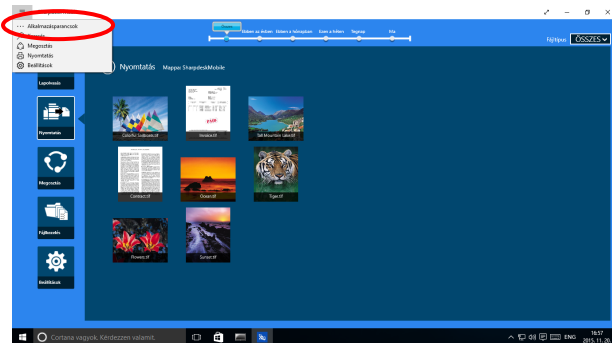 Alkalmazásparancsok
Megosztás
Nyomtatás
Beállítások
Ebben az évben Ebben a hónapban Ezen a héten Tegnap Ma
Fájltípus ÖSSZES
Nyomtatás Mappa: SharpdeskMobile
Lapolvasás
Nyomtatás
Megosztás
Fájlkezelés
Beállítások
Colorful Sailboats.tif
Invoice.tif
Tall Mountain Lake.tif
Contract.tif
Ocean.tif
Tiger.tif
Flowers.tif
Sunset.tif
Cortana vagyok. Kérdezzen valamit.
ENG
16:57
2015. 11. 20.